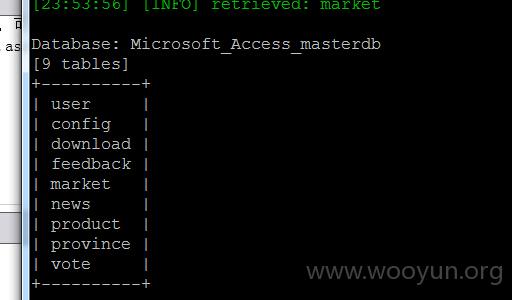 [23:53:56] [INFO] retrieved: market
Database: Microsoft_Access_masterdb
[9 tables]
+----------+
| user     |
| config   |
| download |
| feedback |
| market   |
| news     |
| product  |
| province |
| vote     |
+----------+
as
www.wooyun.org